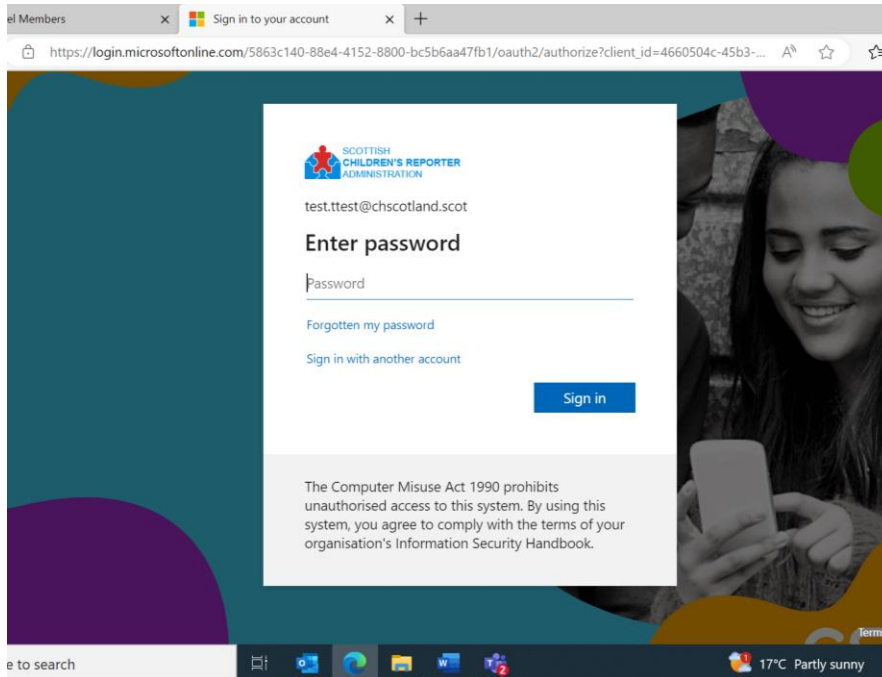 el Members
Sign in to your account
https://login.microsoftonline.com/5863c140-88e4-4152-8800-bc5b6aa47fb1/oauth2/authorize?client_id=4660504c-45b3-...
SCOTTISH
CHILDREN'S REPORTER
ADMINISTRATION
test.ttest@chscotland.scot
Enter password
Password
Forgotten my password
Sign in with another account
Sign in
The Computer Misuse Act 1990 prohibits
unauthorised access to this system. By using this
system, you agree to comply with the terms of your
organisation's Information Security Handbook.
Term
e to search
17°C Partly sunny